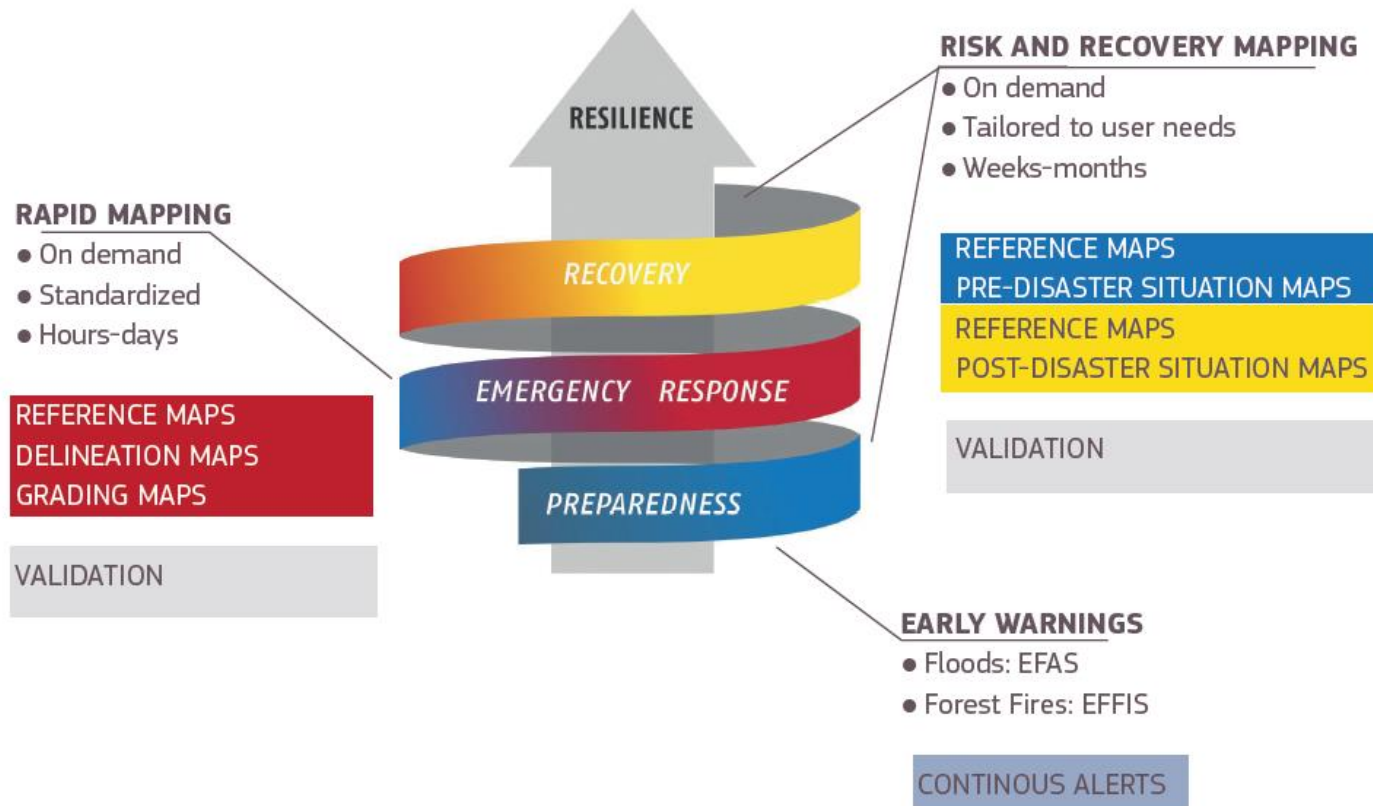 RISK AND RECOVERY MAPPING
● On demand
● Tailored to user needs
● Weeks-months
RESILIENCE
RAPID MAPPING
● On demand
● Standardized
● Hours-days
RECOVERY
REFERENCE MAPS
PRE-DISASTER SITUATION MAPS
REFERENCE MAPS
POST-DISASTER SITUATION MAPS
EMERGENCY RESPONSE
REFERENCE MAPS
DELINEATION MAPS
GRADING MAPS
VALIDATION
PREPAREDNESS
VALIDATION
EARLY WARNINGS
● Floods: EFAS
● Forest Fires: EFFIS
CONTINOUS ALERTS